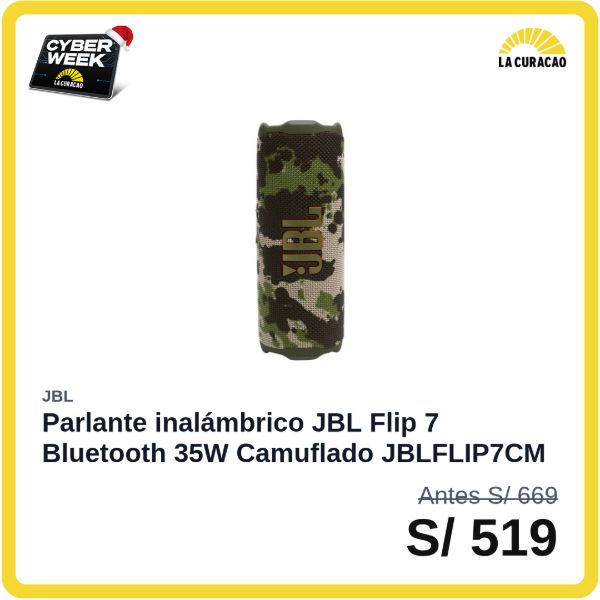 CYBER
WEEK
LA CURACAO
LA CURACAO
JBL
JBL
Parlante inalámbrico JBL Flip 7
Bluetooth 35W Camuflado JBLFLIP7CM
Antes S/ 669
S/ 519